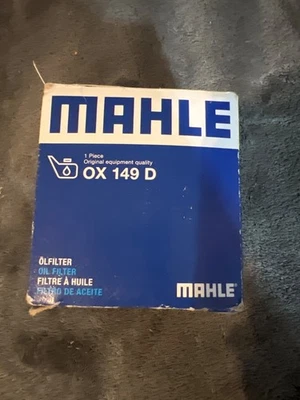 MAHLE
1 Piece
Original equipment quality
OX 149 D
ÖLFILTER
OIL FILTER
FILTRE À HUILE
FILTRO DE ACEITE
MAHLE